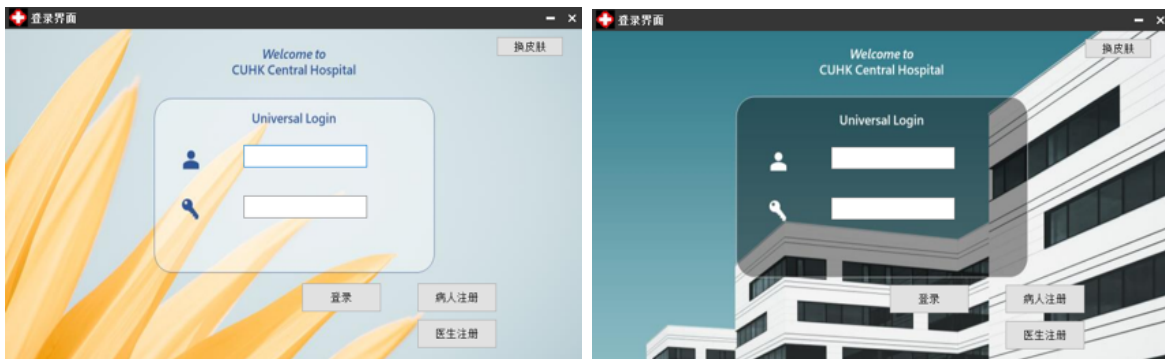 登录界面
换皮肤
Welcome to
CUHK Central Hospital
Universal Login
登录
病人注册
医生注册
登录界面
换皮肤
Welcome to
CUHK Central Hospital
Universal Login
登录
病人注册
医生注册